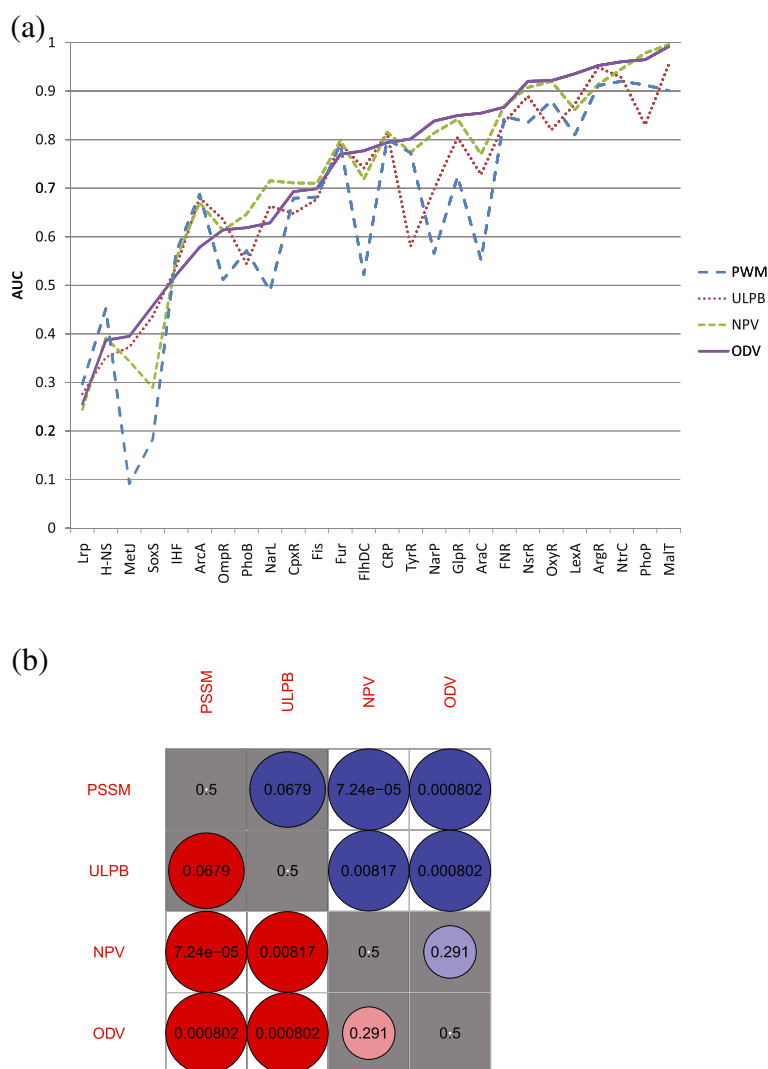 (a)
1
0.9
0.8
0.7
0.6
0.5
0.4
0.3
0.2
0.1
0
AUC
PWM
ULPB
NPV
ODV
Lrp
H-NS
MetJ
SoxS
IHF
ArcA
OmpR
PhoB
NarL
CpxR
Fis
Fur
FlhDC
CRP
TyrR
NarP
GlpR
AraC
FNR
NsrR
OxyR
LexA
ArgR
NtrC
PhoP
MalT
(b)
PSSM ULPB NPV ODV
PSSM 0.5 0.0679 7.24e−05 0.000802
ULPB 0.0679 0.5 0.00817 0.000802
NPV 7.24e−05 0.00817 0.5 0.291
ODV 0.000802 0.000802 0.291 0.5